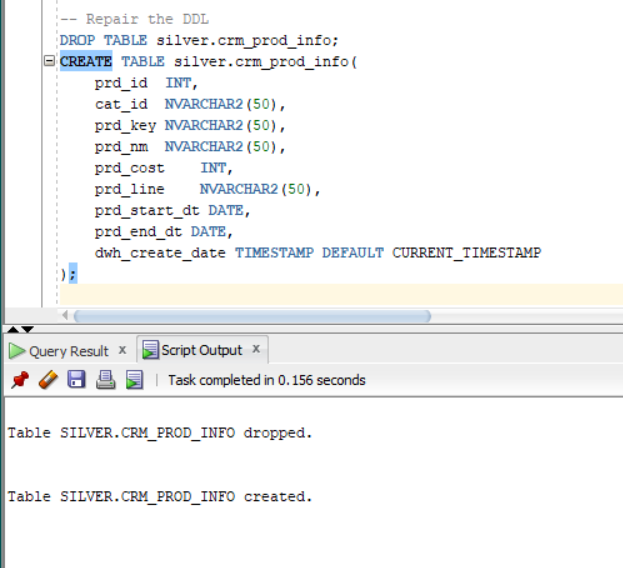 -- Repair the DDL
DROP TABLE silver.crm_prod_info;
CREATE TABLE silver.crm_prod_info(
prd_id INT,
cat_id NVARCHAR2(50),
prd_key NVARCHAR2(50),
prd_nm NVARCHAR2(50),
prd_cost INT,
prd_line NVARCHAR2(50),
prd_start_dt DATE,
prd_end_dt DATE,
dwh_create_date TIMESTAMP DEFAULT CURRENT_TIMESTAMP
);
Query Result x Script Output x
Task completed in 0.156 seconds
Table SILVER.CRM_PROD_INFO dropped.
Table SILVER.CRM_PROD_INFO created.